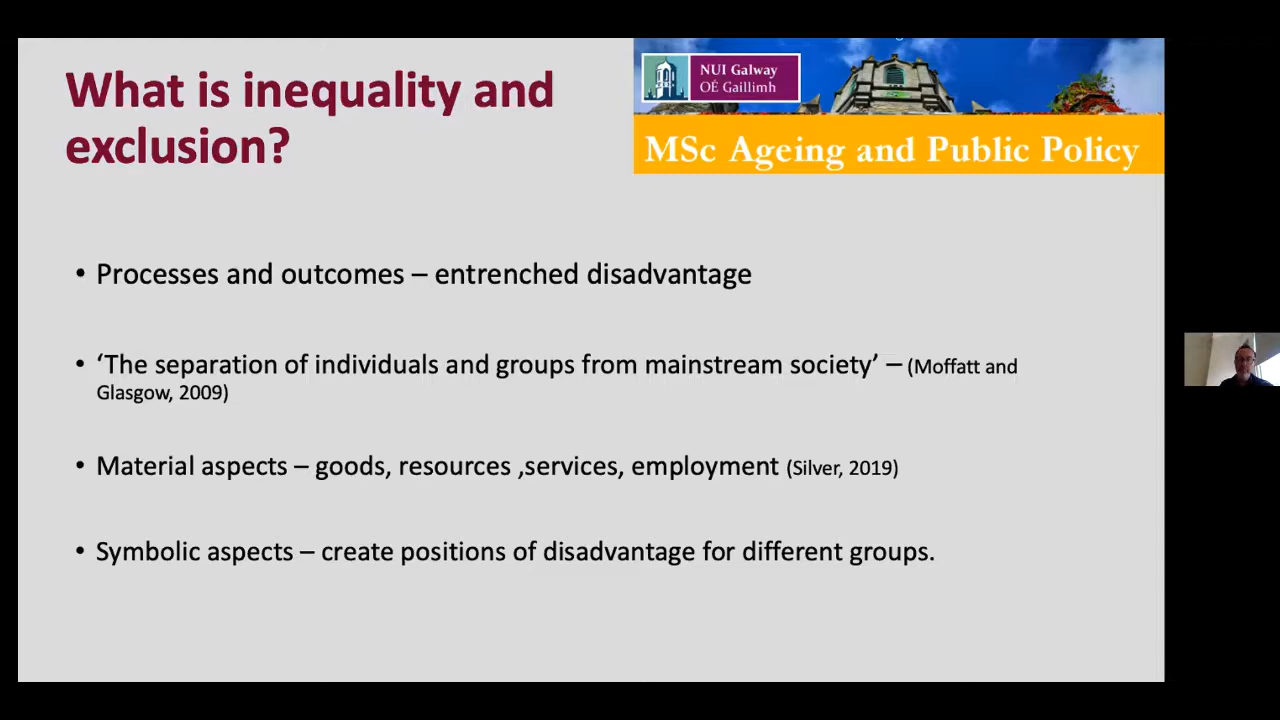 What is inequality and
exclusion?
NUI Galway
OÉ Gaillimh
MSc Ageing and Public Policy
• Processes and outcomes – entrenched disadvantage
• ‘The separation of individuals and groups from mainstream society’ – (Moffatt and
Glasgow, 2009)
• Material aspects – goods, resources ,services, employment (Silver, 2019)
• Symbolic aspects – create positions of disadvantage for different groups.